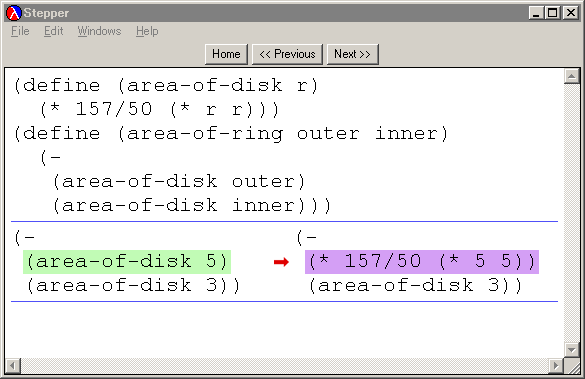 Stepper
File Edit Windows Help
Home << Previous Next >>
(define (area-of-disk r)
  (* 157/50 (* r r)))
(define (area-of-ring outer inner)
  (-
   (area-of-disk outer)
   (area-of-disk inner)))
(- (-
(area-of-disk 5) (* 157/50 (* 5 5))
(area-of-disk 3)) (area-of-disk 3))